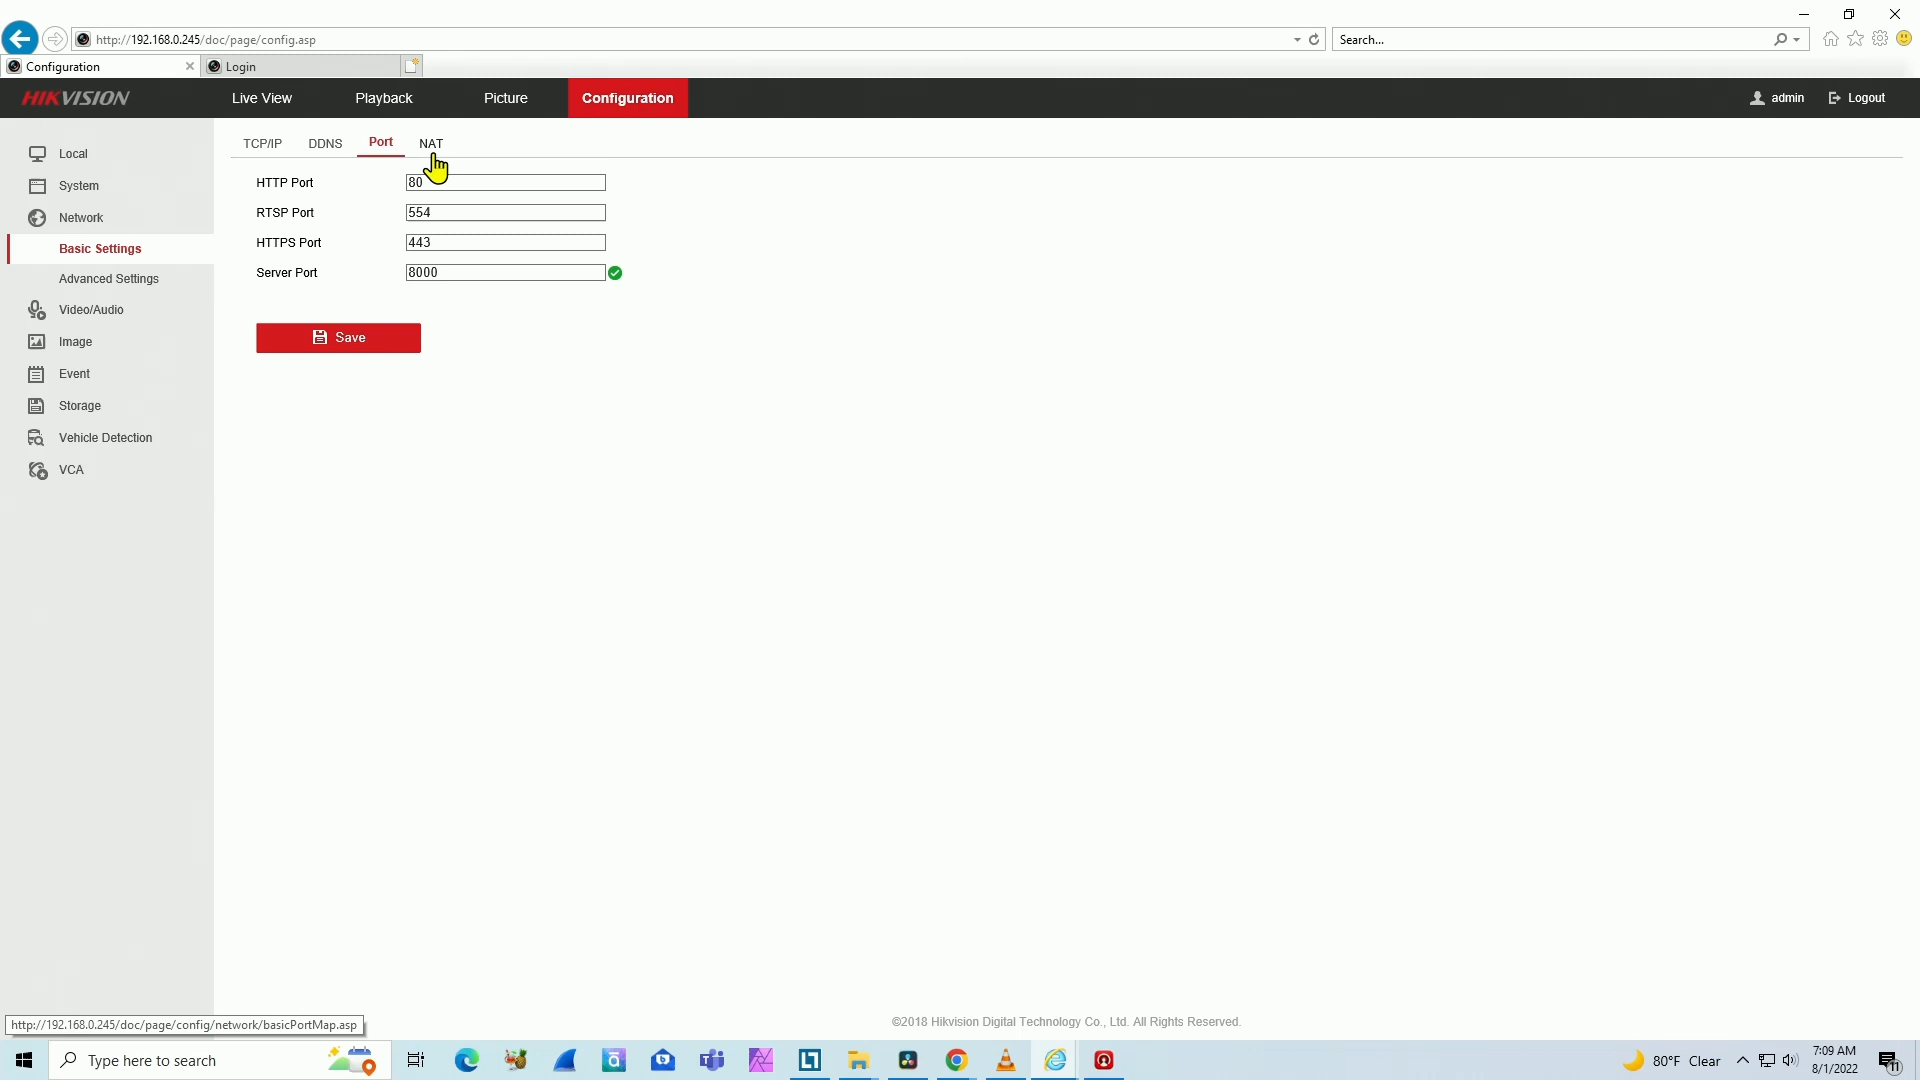 http://192.168.0.245/doc/page/config.asp
Search...
Configuration
Login
HIKVISION
Live View
Playback
Picture
Configuration
admin
Logout
Local
System
Network
Basic Settings
Advanced Settings
Video/Audio
Image
Event
Storage
Vehicle Detection
VCA
TCP/IP
DDNS
Port
NAT
HTTP Port
80
RTSP Port
554
HTTPS Port
443
Server Port
8000
Save
©2018 Hikvision Digital Technology Co., Ltd. All Rights Reserved.
http://192.168.0.245/doc/page/config/network/basicPortMap.asp
Type here to search
80°F Clear
7:09 AM
8/1/2022
11